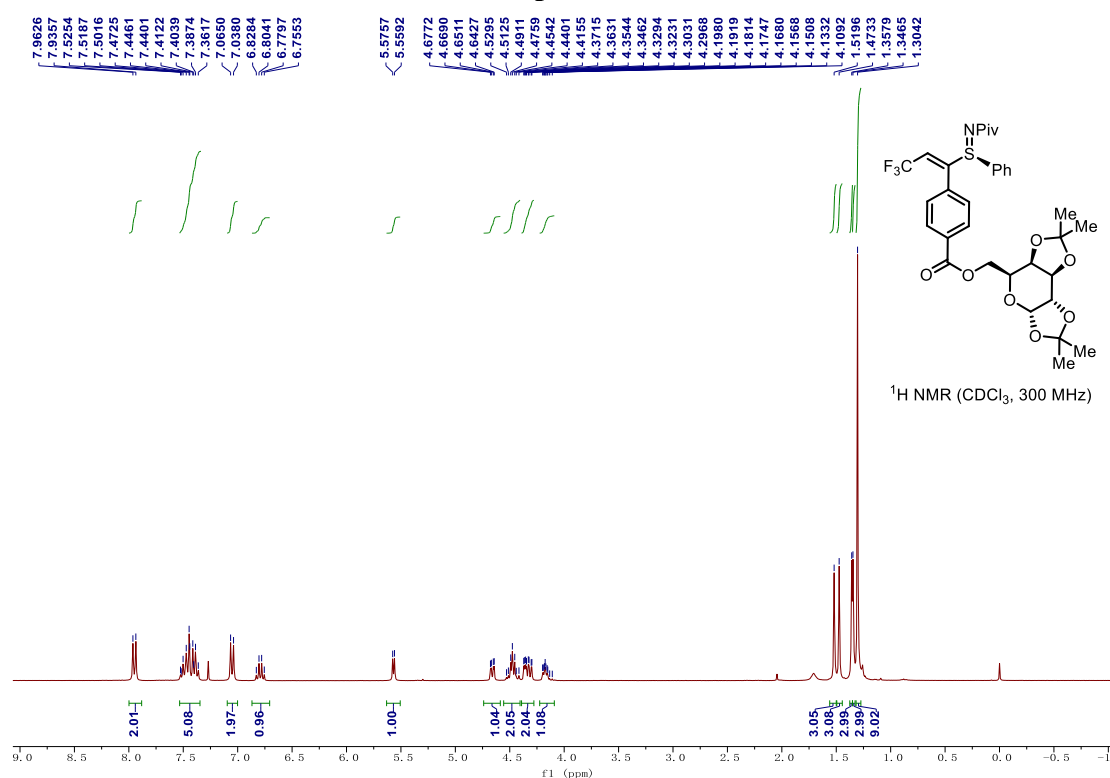 7.9626 7.9357 7.5254 7.5187 7.5016 7.4725 7.4461 7.4401 7.4122 7.4039 7.3874 7.3617 7.0650 7.0380 6.8284 6.8041 6.7797 6.7553 5.5757 5.5592 4.6772 4.6690 4.6511 4.6427 4.5295 4.5125 4.4911 4.4759 4.4542 4.4401 4.4155 4.3715 4.3631 4.3544 4.3462 4.3294 4.3231 4.3031 4.2968 4.1980 4.1919 4.1814 4.1747 4.1680 4.1568 4.1508 4.1332 4.1092 1.5196 1.4733 1.3579 1.3465 1.3042
NPiv
S
F3C
Ph
Me
O
Me
O
O
O
O
O
O
Me
Me
¹H NMR (CDCl3, 300 MHz)
2.01 5.08 1.97 0.96 1.00 1.04 2.05 2.04 1.08 3.05 3.08 2.99 2.99 9.02
9.0 8.5 8.0 7.5 7.0 6.5 6.0 5.5 5.0 4.5 4.0 3.5 3.0 2.5 2.0 1.5 1.0 0.5 0.0 -0.5
f1 (ppm)